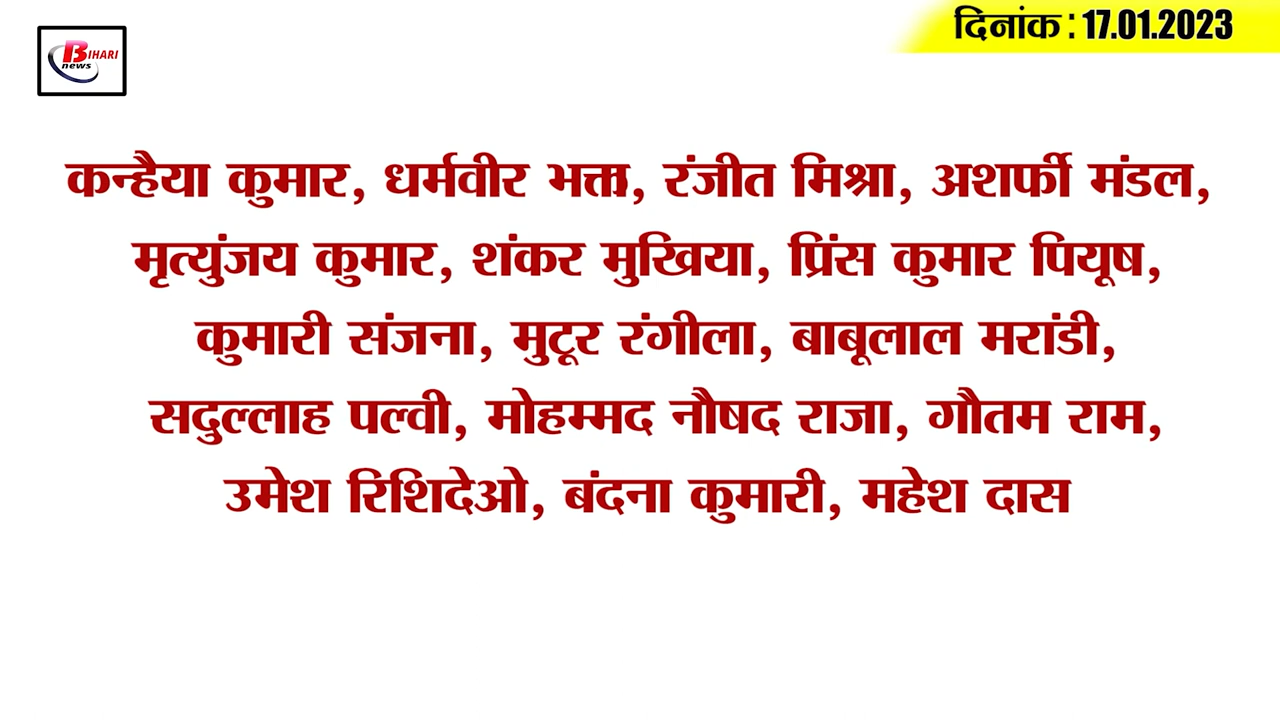 BIHARI
news
दिनांक : 17.01.2023
कन्हैया कुमार, धर्मवीर भक्त, रंजीत मिश्रा, अशर्फी मंडल,
मृत्युंजय कुमार, शंकर मुखिया, प्रिंस कुमार पियूष,
कुमारी संजना, मुटूर रंगीला, बाबूलाल मरांडी,
सदुल्लाह पल्वी, मोहम्मद नौषद राजा, गौतम राम,
उमेश रिशिदेओ, बंदना कुमारी, महेश दास